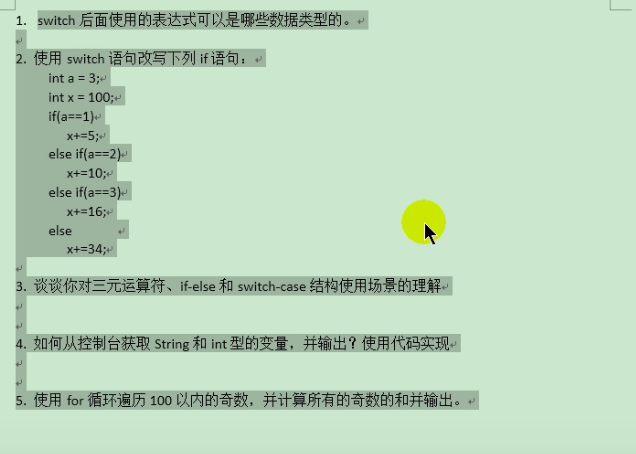 1. switch 后面使用的表达式可以是哪些数据类型的。
2. 使用 switch 语句改写下列 if 语句：
int a = 3;
int x = 100;
if(a==1)
x+=5;
else if(a==2)
x+=10;
else if(a==3)
x+=16;
else
x+=34;
3. 谈谈你对三元运算符、if-else 和 switch-case 结构使用场景的理解
4. 如何从控制台获取 String 和 int 型的变量，并输出？使用代码实现
5. 使用 for 循环遍历 100 以内的奇数，并计算所有的奇数的和并输出。